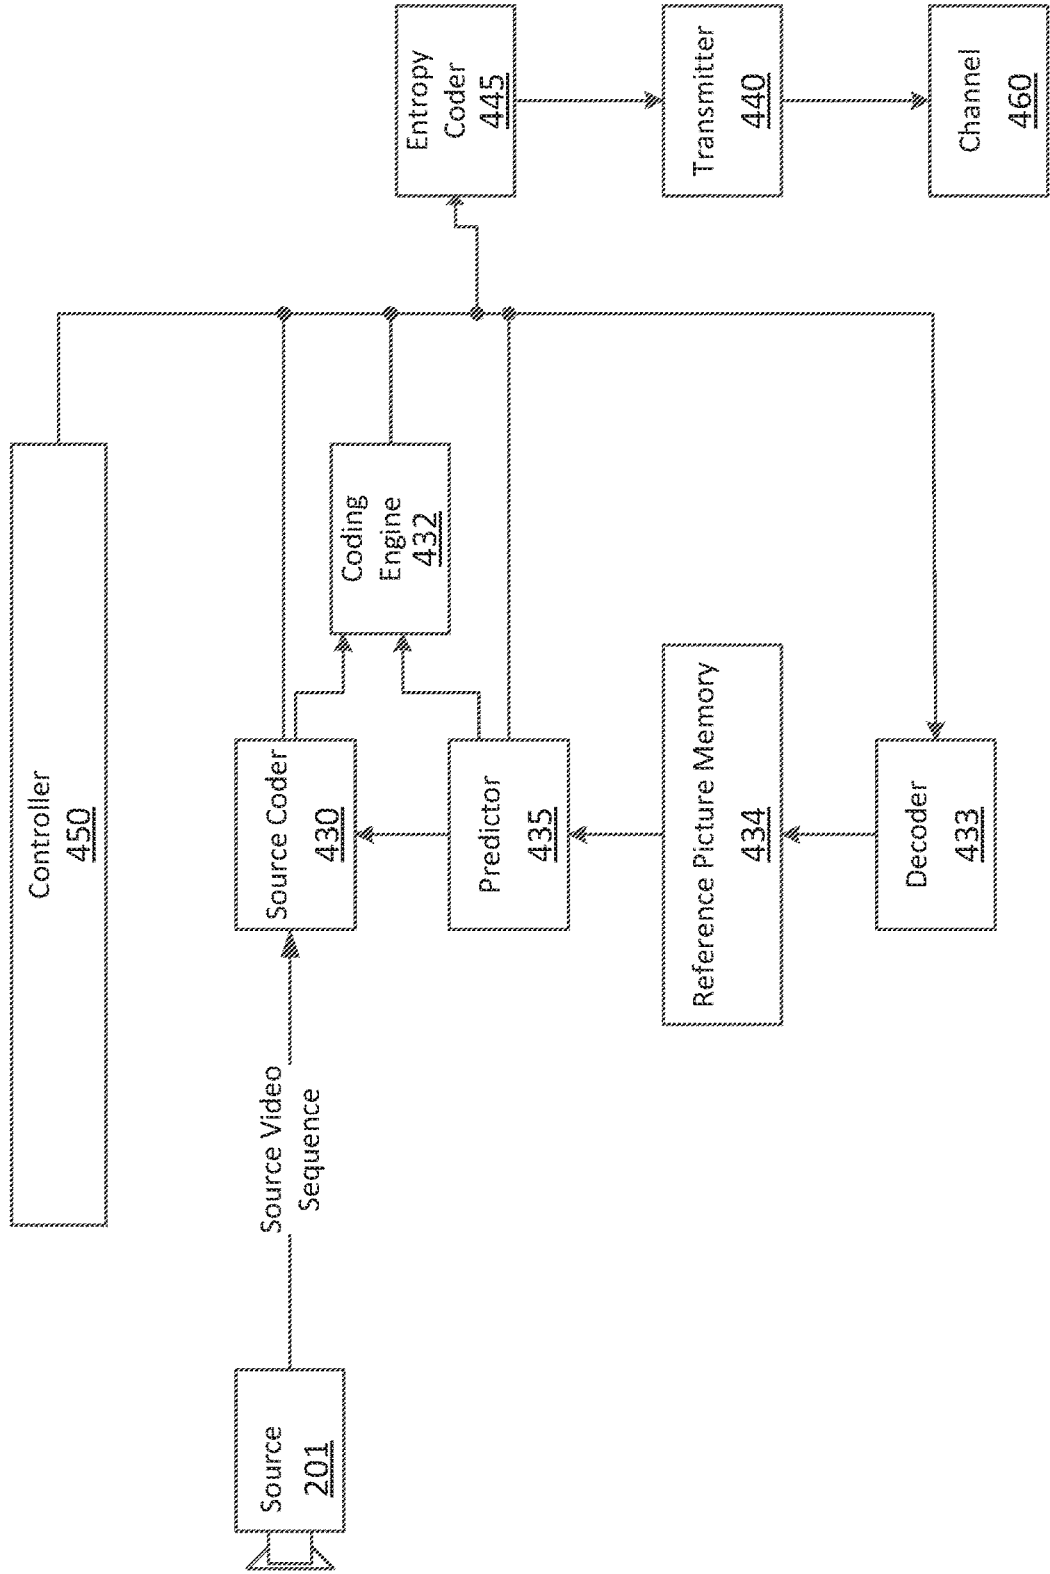 Controller
450
Source
201
Source Video
Sequence
Source Coder
430
Coding
Engine
432
Predictor
435
Reference Picture Memory
434
Decoder
433
Entropy
Coder
445
Transmitter
440
Channel
460